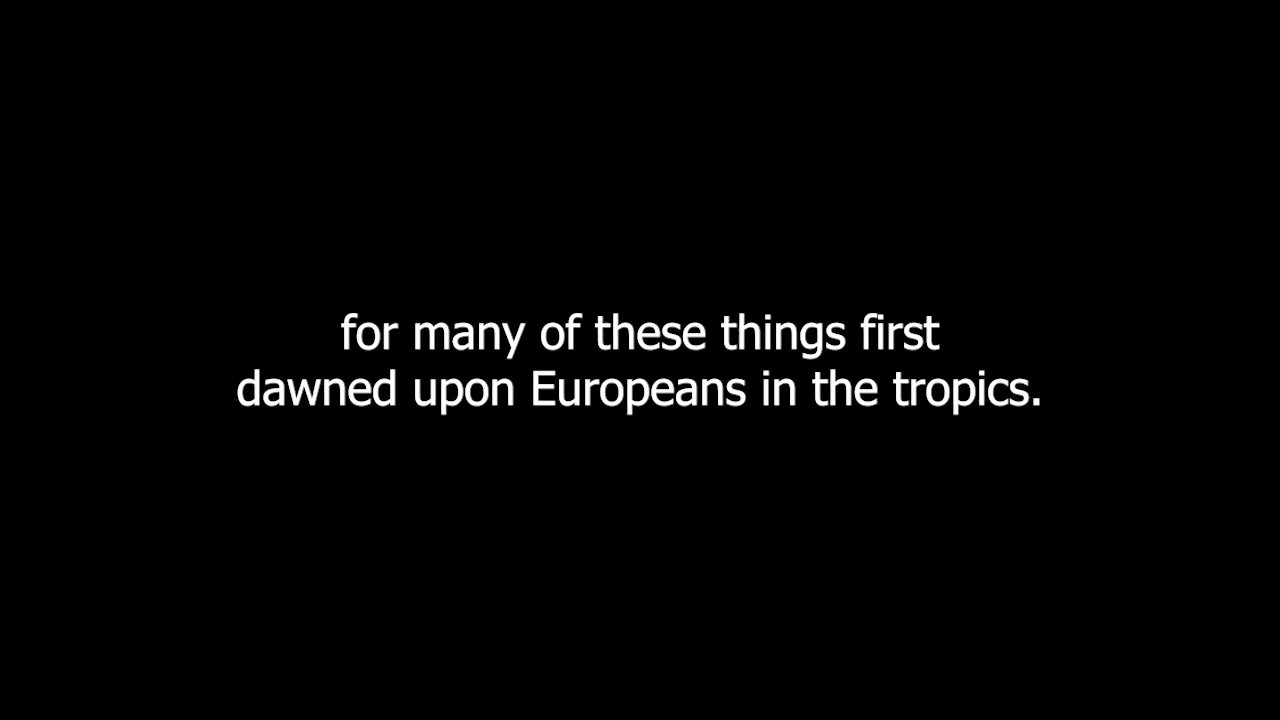 for many of these things first
dawned upon Europeans in the tropics.